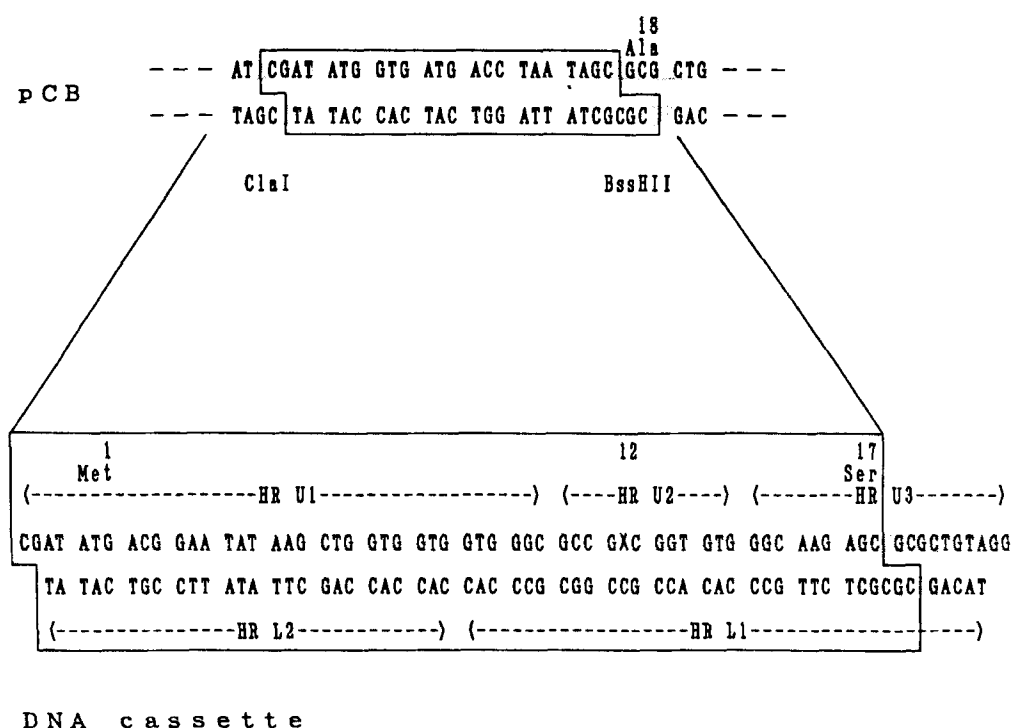 18
Ala
--- AT CGAT ATG GTG ATG ACC TAA TAGC GCG CTG ----
pCB
--- TAGC TA TAC CAC TAC TGG ATT ATCGCGC GAC ----
ClaI BssHII
1 12 17
Met Ser
<----------------HR U1---------------> <----HR U2----> <-------HR U3------->
CGAT ATG ACG GAA TAT AAG CTG GTG GTG GTG GGC GCC GXC GGT GTG GGC AAG AGC GCGCTGTAGG
TA TAC TGC CTT ATA TTC GAC CAC CAC CAC CCG CGG CCG CCA CAC CCG TTC TCGCGC GACAT
<-------------HR L2-----------> <---------------HR L1------------------>
DNA cassette